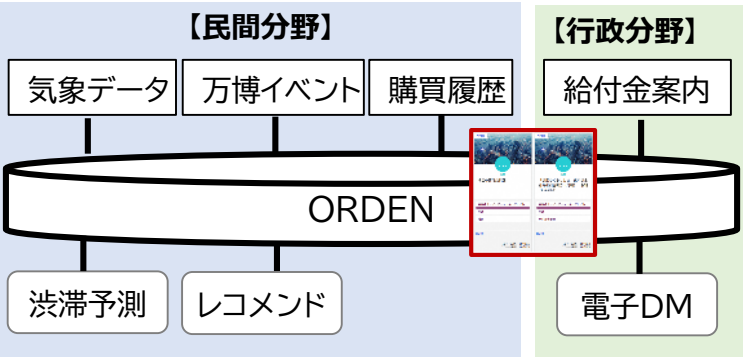 【民間分野】
【行政分野】
気象データ
万博イベント
購買履歴
給付金案内
ORDEN
渋滞予測
レコメンド
電子DM